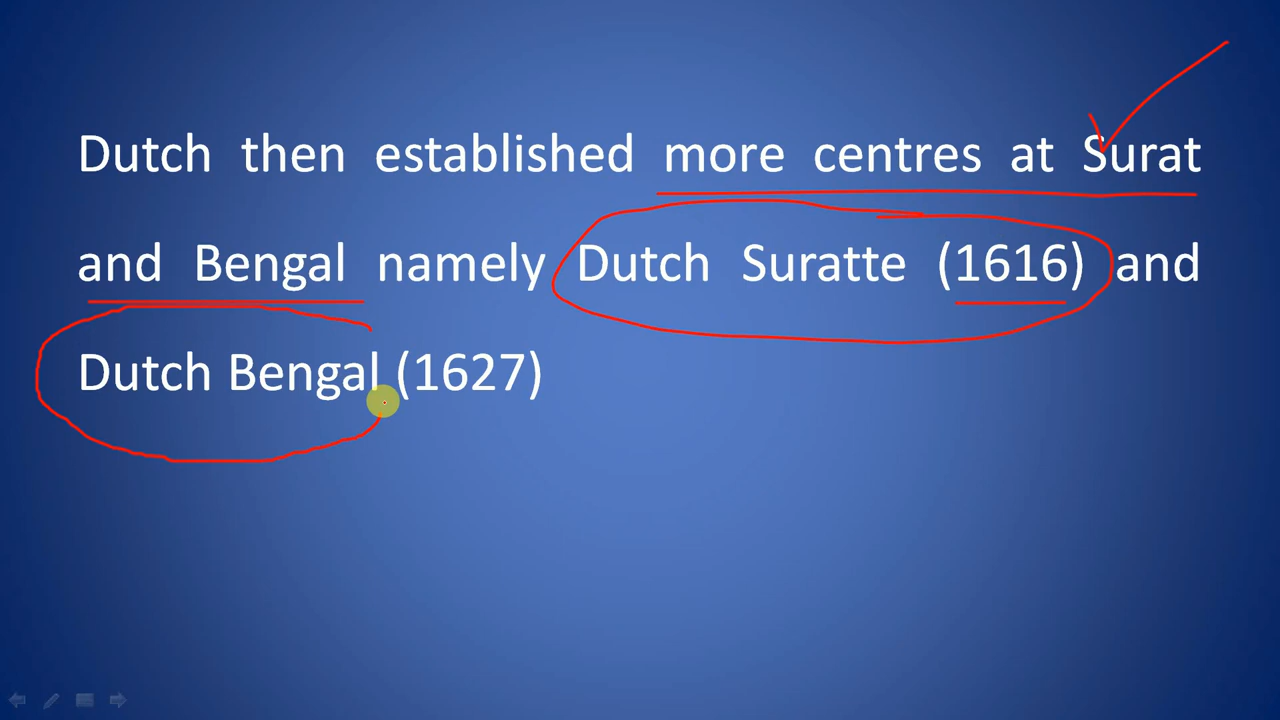 Dutch then established more centres at Surat
and Bengal namely Dutch Suratte (1616) and
Dutch Bengal (1627)